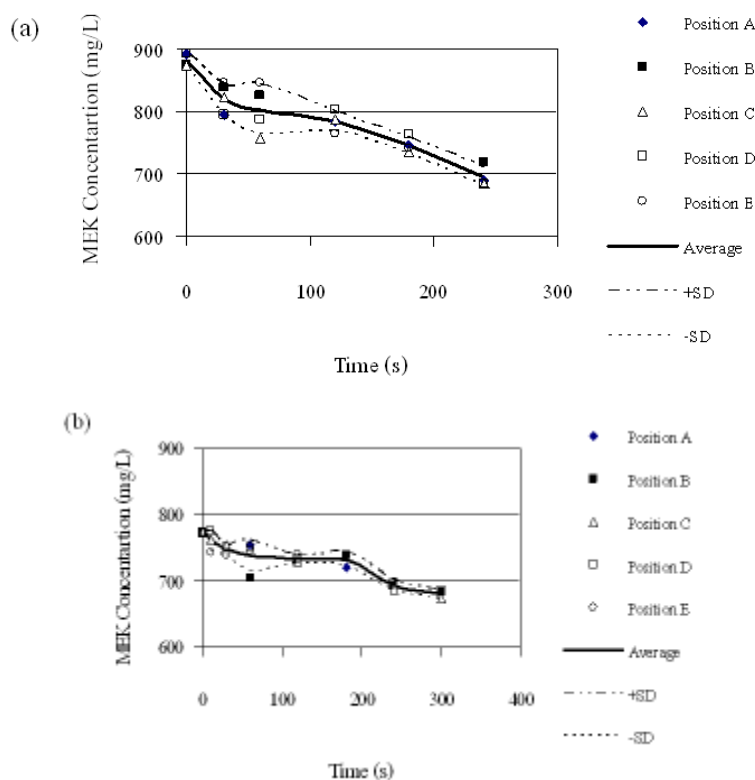 (a)
MEK Concentartion (mg/L)
900
800
700
600
0 100 200 300
Time (s)
Position A
Position B
Position C
Position D
Position E
Average
+SD
-SD
(b)
MEK Concentartion (mg/L)
900
800
700
600
0 100 200 300 400
Time (s)
Position A
Position B
Position C
Position D
Position E
Average
+SD
-SD